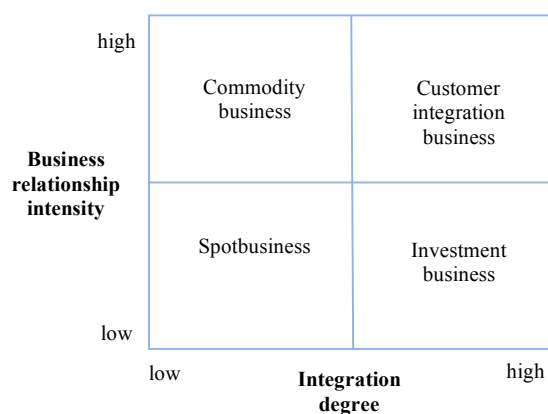 high
Commodity
business
Customer
integration
business
Business
relationship
intensity
Spotbusiness
Investment
business
low
low
Integration
degree
high